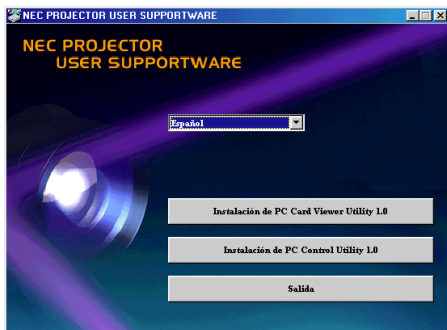 NEC PROJECTOR USER SUPPORTWARE
NEC PROJECTOR
USER SUPPORTWARE
Español
Instalación de PC Card Viewer Utility 1.0
Instalación de PC Control Utility 1.0
Salida